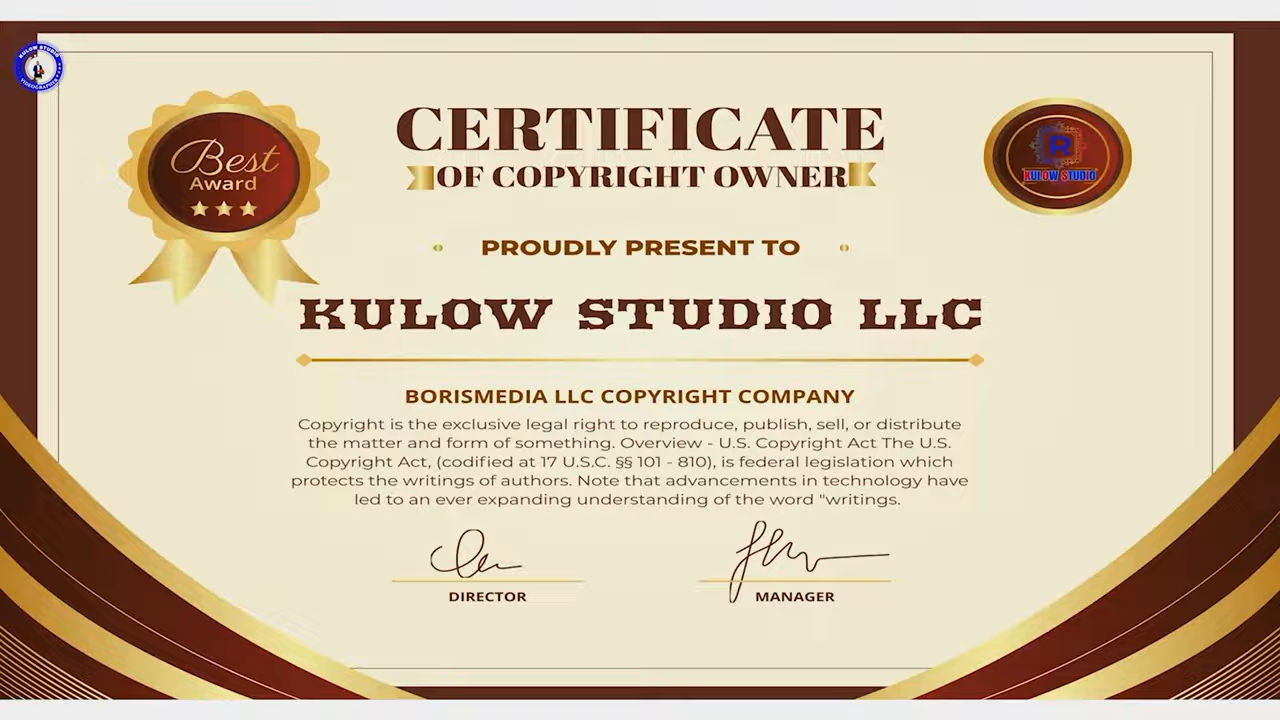 KULOW STUDIO
VIDEOGRAPHER
Best
Award
CERTIFICATE
OF COPYRIGHT OWNER
R
KULOW STUDIO
PROUDLY PRESENT TO
KULOW STUDIO LLC
BORISMEDIA LLC COPYRIGHT COMPANY
Copyright is the exclusive legal right to reproduce, publish, sell, or distribute
the matter and form of something. Overview - U.S. Copyright Act The U.S.
Copyright Act, (codified at 17 U.S.C. §§ 101 - 810), is federal legislation which
protects the writings of authors. Note that advancements in technology have
led to an ever expanding understanding of the word "writings.
DIRECTOR
MANAGER